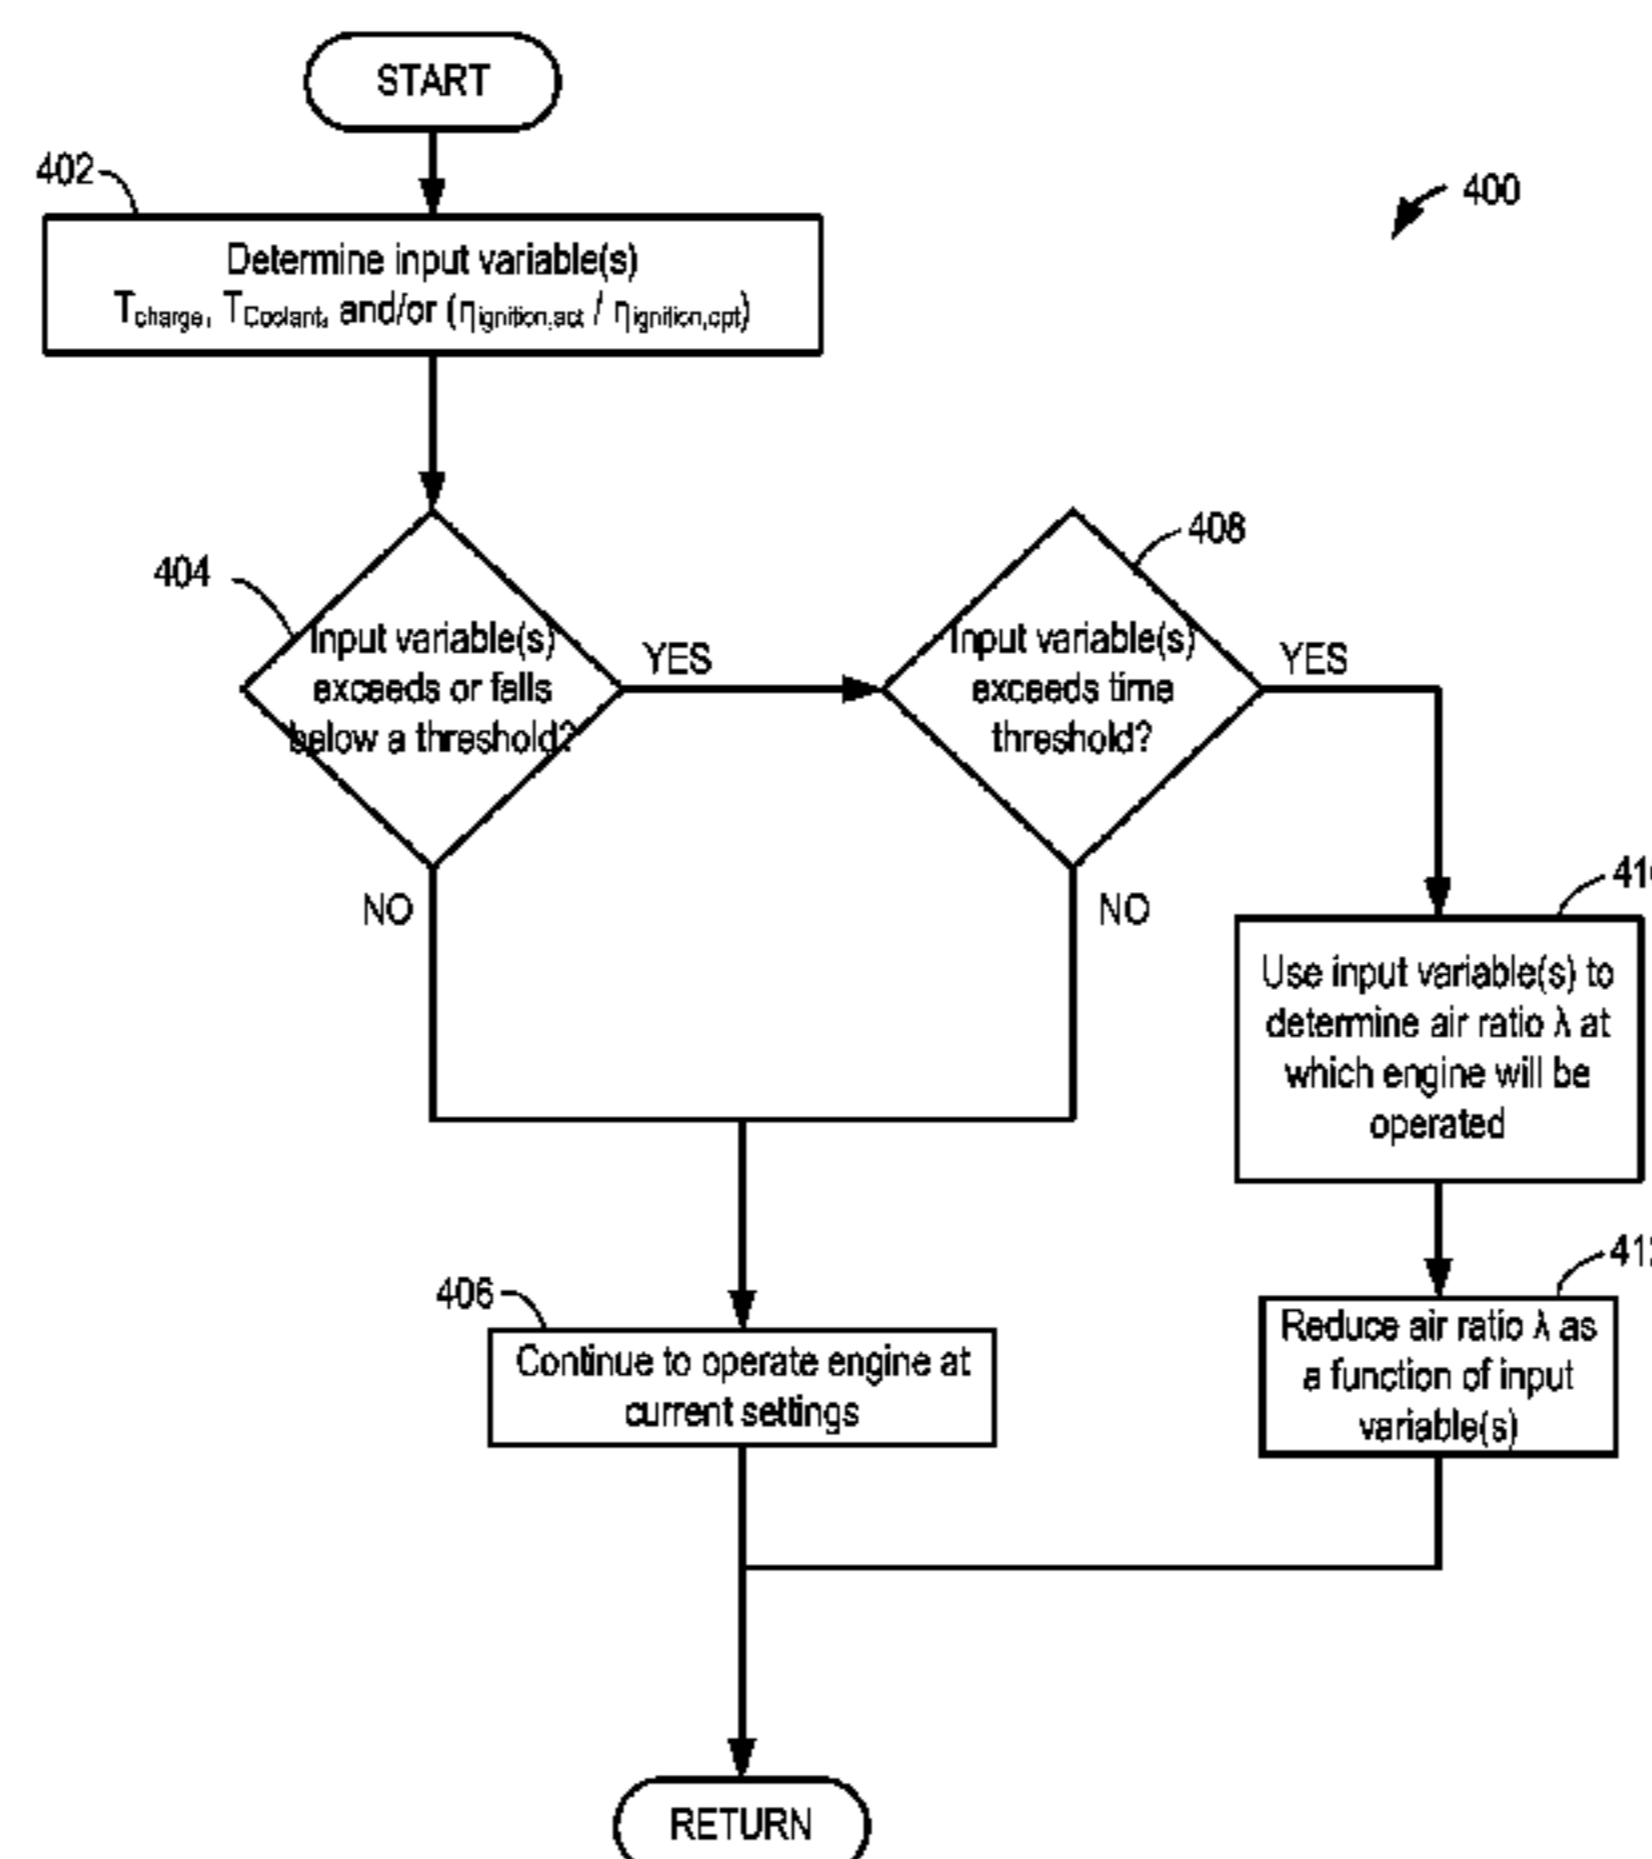 START
402
400
Determine input variable(s)
Tcharge, TCoolant, and/or (ηignition,act / ηignition,opt)
404
408
Input variable(s)
exceeds or falls
below a threshold?
YES
Input variable(s)
exceeds time
threshold?
YES
NO
NO
Use input variable(s) to
determine air ratio λ at
which engine will be
operated
406
Continue to operate engine at
current settings
Reduce air ratio λ as
a function of input
variable(s)
RETURN